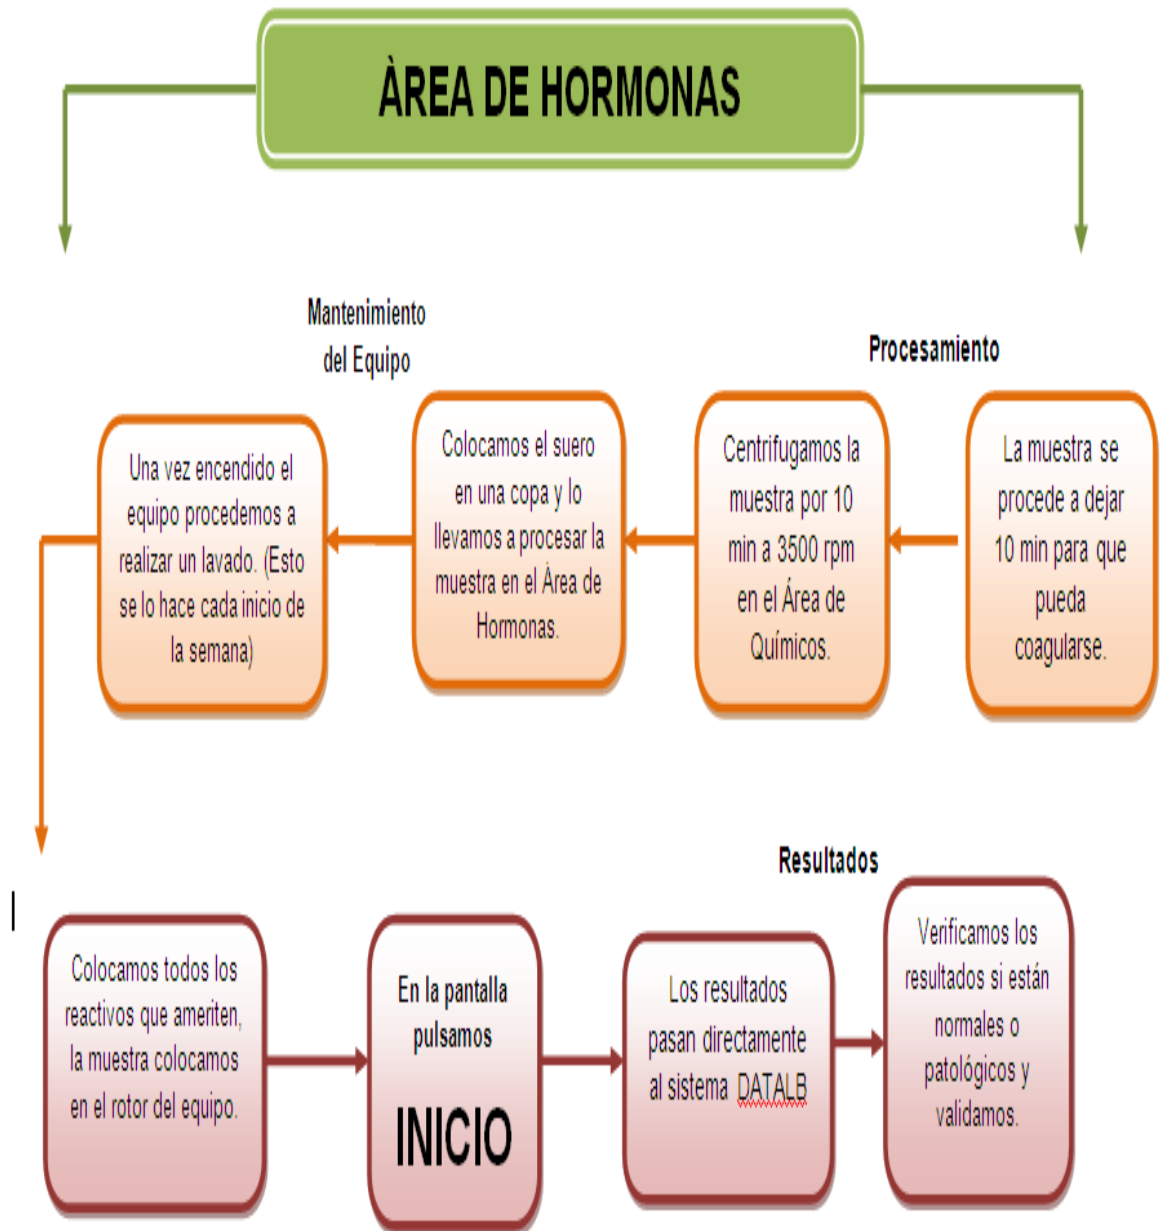 ÀREA DE HORMONAS
Mantenimiento
del Equipo
Procesamiento
Una vez encendido el
equipo procedemos a
realizar un lavado. (Esto
se lo hace cada inicio de
la semana)
Colocamos el suero
en una copa y lo
llevamos a procesar la
muestra en el Àrea de
Hormonas.
Centrifugamos la
muestra por 10
min a 3500 rpm
en el Área de
Químicos.
La muestra se
procede a dejar
10 min para que
pueda
coagularse.
Resultados
Colocamos todos los
reactivos que ameriten,
la muestra colocamos
en el rotor del equipo.
En la pantalla
pulsamos
INICIO
Los resultados
pasan directamente
al sistema DATALB
Verificamos los
resultados si están
normales o
patológicos y
validamos.